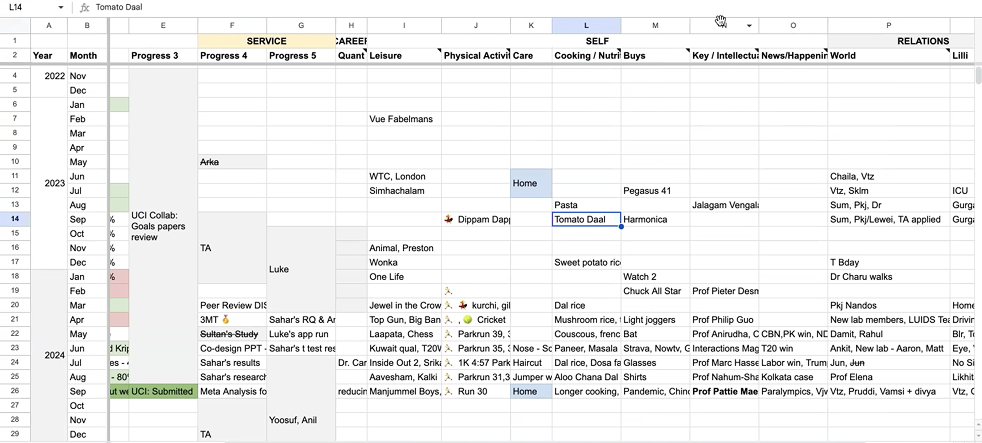 L14 fx Tomato Daal
A E F G H I J K L M N O P
1 SERVICE CAREER SELF RELATIONS
2 Year Month Progress 3 Progress 4 Progress 5 Quant Leisure Physical Activi Care Cooking / Nutri Buys Key / Intellectua News/Happenin World Lilli
4 2022 Nov
5 Dec
6 Jan
7 Feb Vue Fabelmans
8 Mar
9 Apr
10 May Arka
11 Jun WTC, London Home Chaila, Vtz
12 2023 Jul Simhachalam Pegasus 41 Vtz, Sklm ICU
13 Aug Pasta Jalagam Vengala Sum, Pkj, Dr Gurga
14 Sep % UCI Collab: Goals papers review Dippam Dapp Tomato Daal Harmonica Sum, Pkj/Lewei, TA applied Gurga
15 Oct %
16 Nov % TA Animal, Preston
17 Dec % Luke Wonka Sweet potato rice T Bday
18 Jan % One Life Watch 2 Dr Charu walks
19 Feb Chuck All Star Prof Pieter Desn
20 Mar Peer Review DIS Jewel in the Crow kurchi, gil Dal rice Pkj Nandos Home
21 Apr 3MT Sahar's RQ & Ar Top Gun, Big Ban , Cricket Mushroom rice, Light joggers Prof Philip Guo New lab members, LUIDS Tea Drivin
22 May Sultan's Study Luke's app run Laapata, Chess Parkrun 39, Couscous, frenc Bat Prof Anirudha, C CBN,PK win, ND Damit, Rahul Blr,
23 2024 Jun d Krip Co-design PPT - Sahar's test res Kuwait qual, T20W Parkrun 35, Nose - Sc Paneer, Masala Strava, Nowtv, G Interactions Mag T20 win Ankit, New lab - Aaron, Matt Eye,
24 Jul es - Sahar's results Dr. Car Inside Out 2, Srika 1K 4:57 Park Haircut Dal rice, Dosa fa Glasses Prof Marc Hasse Labor win, Trum Dad, Jun No Si
25 Aug - 80% Sahar's research Aavesham, Kalki Parkrun 31,3 Jumper w Aloo Chana Dal Shirts Prof Nahum-Sha Kolkata case Prof Elena Likhit
26 Sep ut we UCI: Submitted Meta Analysis fo reducin Manjummel Boys, Run 30 Home Longer cooking, Pandemic, Chinc Prof Pattie Mae Paralympics, Vjv Vtz, Pruddi, Vamsi + divya Vtz,
27 Oct
28 Nov Yoosuf, Anil
29 Dec TA